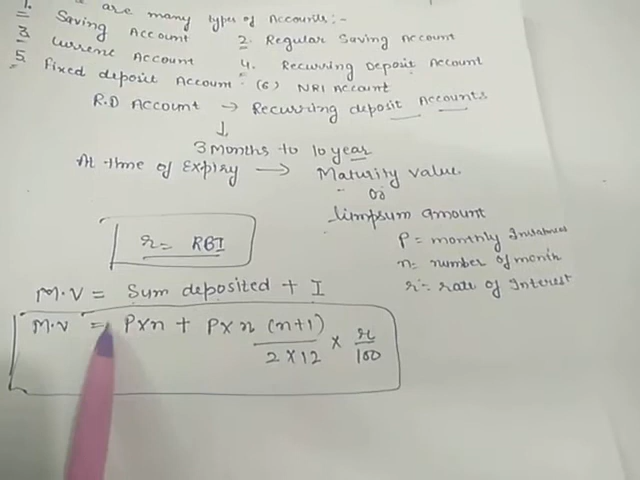 1. are many types of Accounts:-
Saving Account 2. Regular Saving Account
3. Current Account 4. Recurring Deposit Account
5. Fixed deposit Account (6) NRI Account
R.D Account → Recurring deposit Accounts
↓
3 Months to 10 year
At time of Expiry → Maturity Value
or
limpsum amount
r = RBI
P = monthly
n = number of month
r = rate of Interest
M.V = Sum deposited + I
M.V = P×n + P×n (n+1)/2×12 × r/100